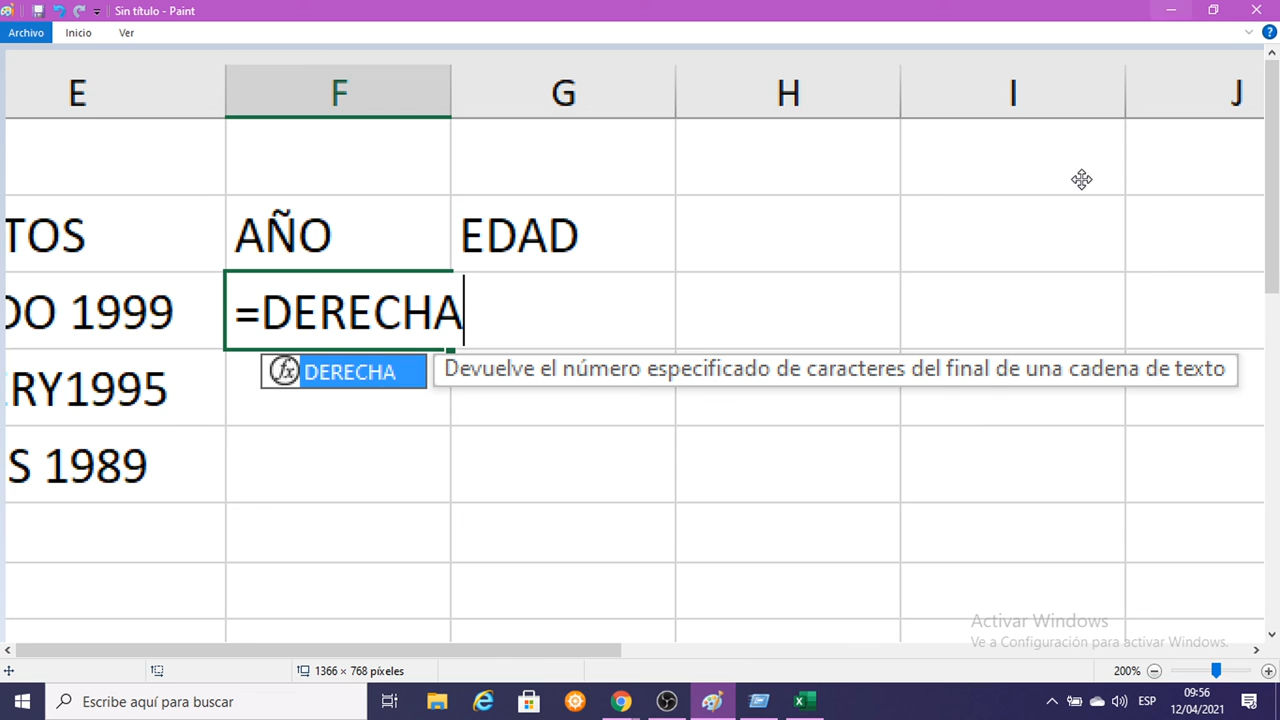 Sin título - Paint
Archivo Inicio Ver
E F G H I J
TOS AÑO EDAD
DO 1999 =DERECHA
DERECHA Devuelve el número especificado de caracteres del final de una cadena de texto
RY1995
S 1989
Activar Windows
Ve a Configuración para activar Windows.
1366 × 768 píxeles 200%
Escribe aquí para buscar ESP 09:56
12/04/2021